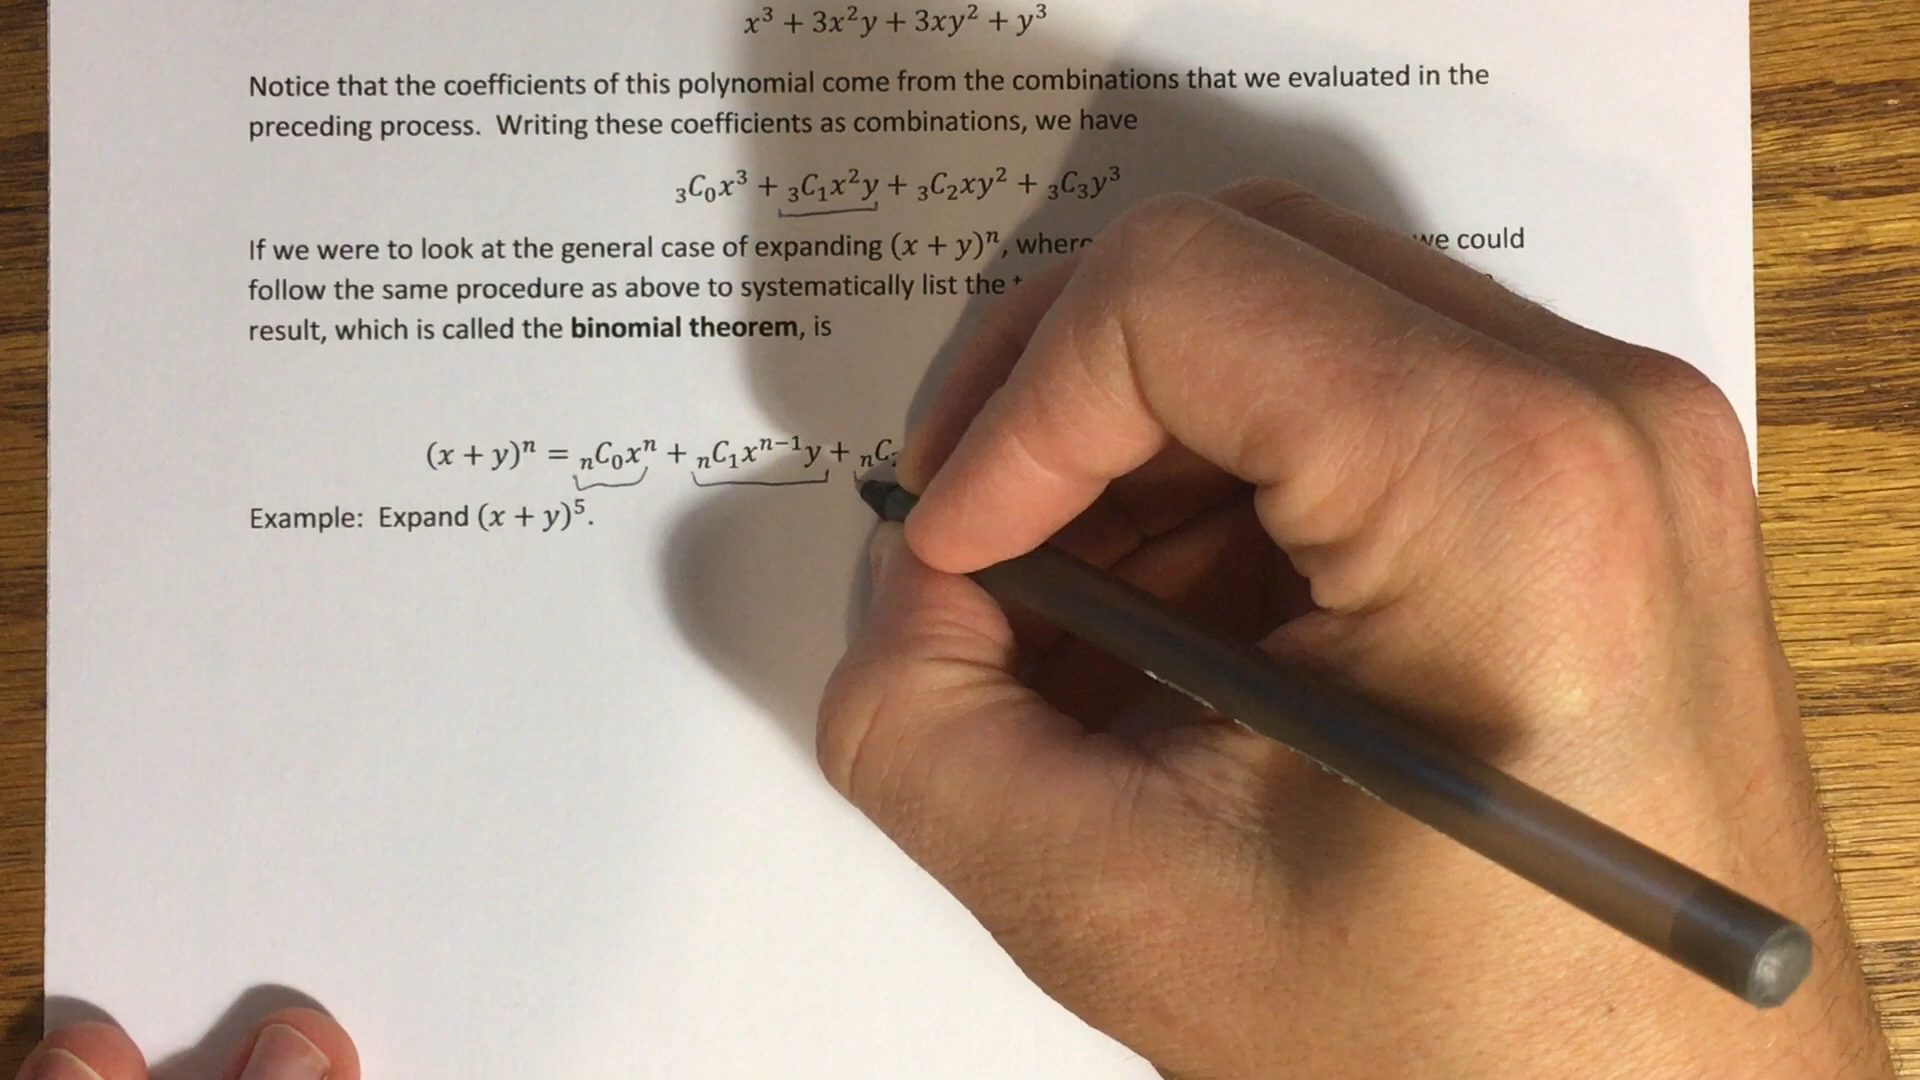 x³ + 3x²y + 3xy² + y³
Notice that the coefficients of this polynomial come from the combinations that we evaluated in the
preceding process. Writing these coefficients as combinations, we have
₃C₀x³ + ₃C₁x²y + ₃C₂xy² + ₃C₃y³
If we were to look at the general case of expanding (x + y)ⁿ, we could
follow the same procedure as above to systematically list the
result, which is called the binomial theorem, is
(x + y)ⁿ = ₙC₀xⁿ + ₙC₁xⁿ⁻¹y + ₙC
Example: Expand (x + y)⁵.